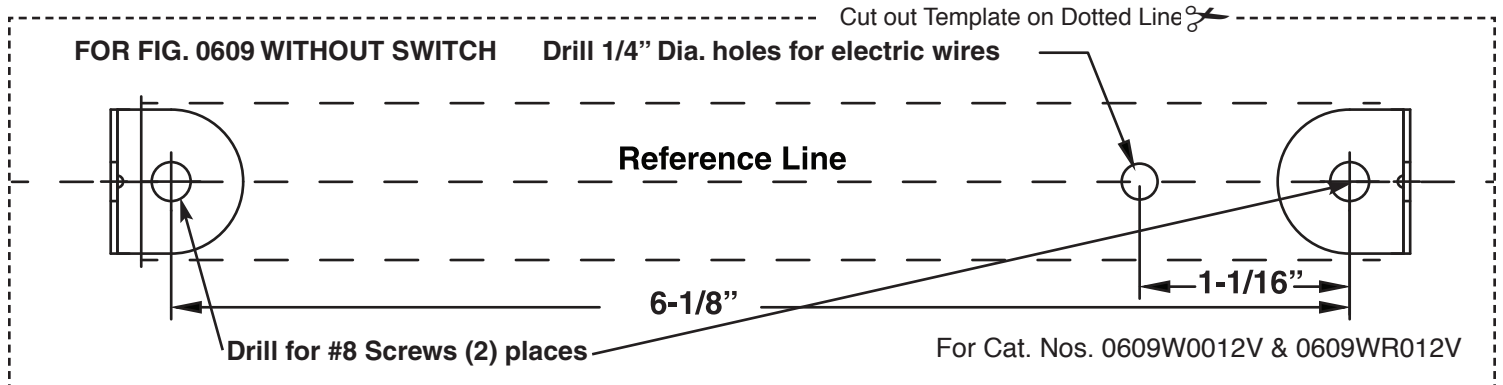 Cut out Template on Dotted Line
FOR FIG. 0609 WITHOUT SWITCH Drill 1/4” Dia. holes for electric wires
Reference Line
1-1/16”
6-1/8”
Drill for #8 Screws (2) places
For Cat. Nos. 0609W0012V & 0609WR012V